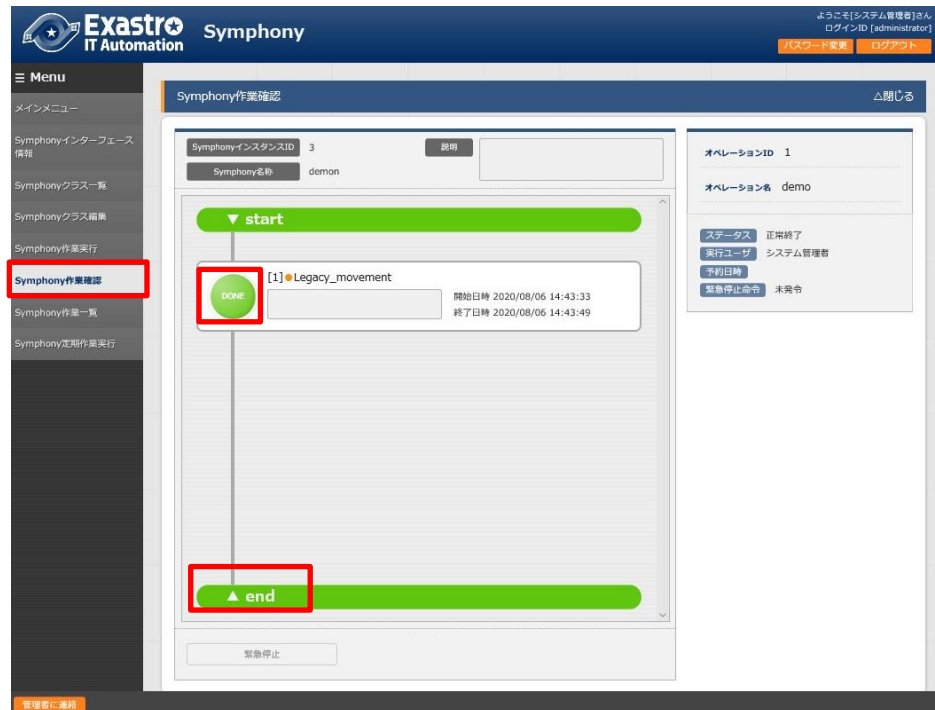 Exastro
IT Automation
Symphony
ようこそ[システム管理者]さん
ログインID [administrator]
パスワード変更
ログアウト
☰ Menu
メインメニュー
Symphonyインターフェース
情報
Symphonyクラス一覧
Symphonyクラス編集
Symphony作業実行
Symphony作業確認
Symphony作業一覧
Symphony定期作業実行
Symphony作業確認
△閉じる
SymphonyインスタンスID 3
説明
Symphony名称 demon
▼ start
DONE
[1]●Legacy_movement
開始日時 2020/08/06 14:43:33
終了日時 2020/08/06 14:43:49
▲ end
緊急停止
オペレーションID 1
オペレーション名 demo
ステータス 正常終了
実行ユーザ システム管理者
予約日時
緊急停止命令 未発令
管理者に連絡